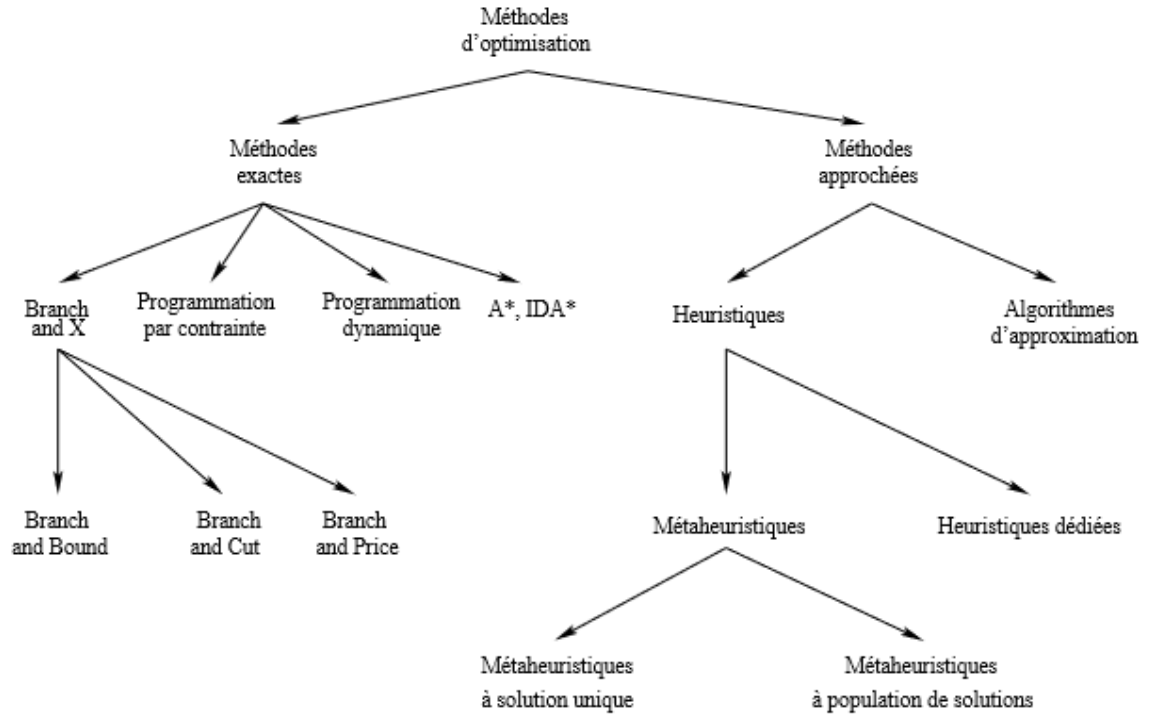 Méthodes
d'optimisation
Méthodes
exactes
Méthodes
approchées
Branch
and X
Programmation
par contrainte
Programmation
dynamique
A*, IDA*
Heuristiques
Algorithmes
d'approximation
Branch
and Bound
Branch
and Cut
Branch
and Price
Métaheuristiques
Heuristiques dédiées
Métaheuristiques
à solution unique
Métaheuristiques
à population de solutions